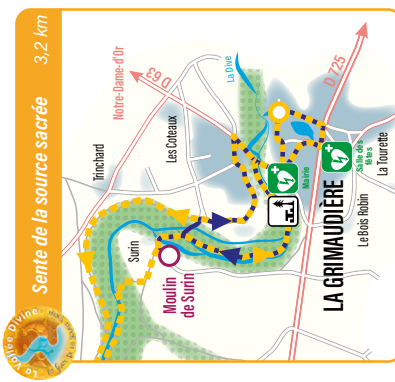 Sente de la source sacrée 3,2 km
La Vallée Divine
Notre-Dame-d'Or
D 63
La Dive
D 725
Trinchard
Les Coteaux
Surin
Moulin
de Surin
Mairie
Salle des
fêtes
LA GRIMAUDIÈRE
Le Bois Robin
La Tourette